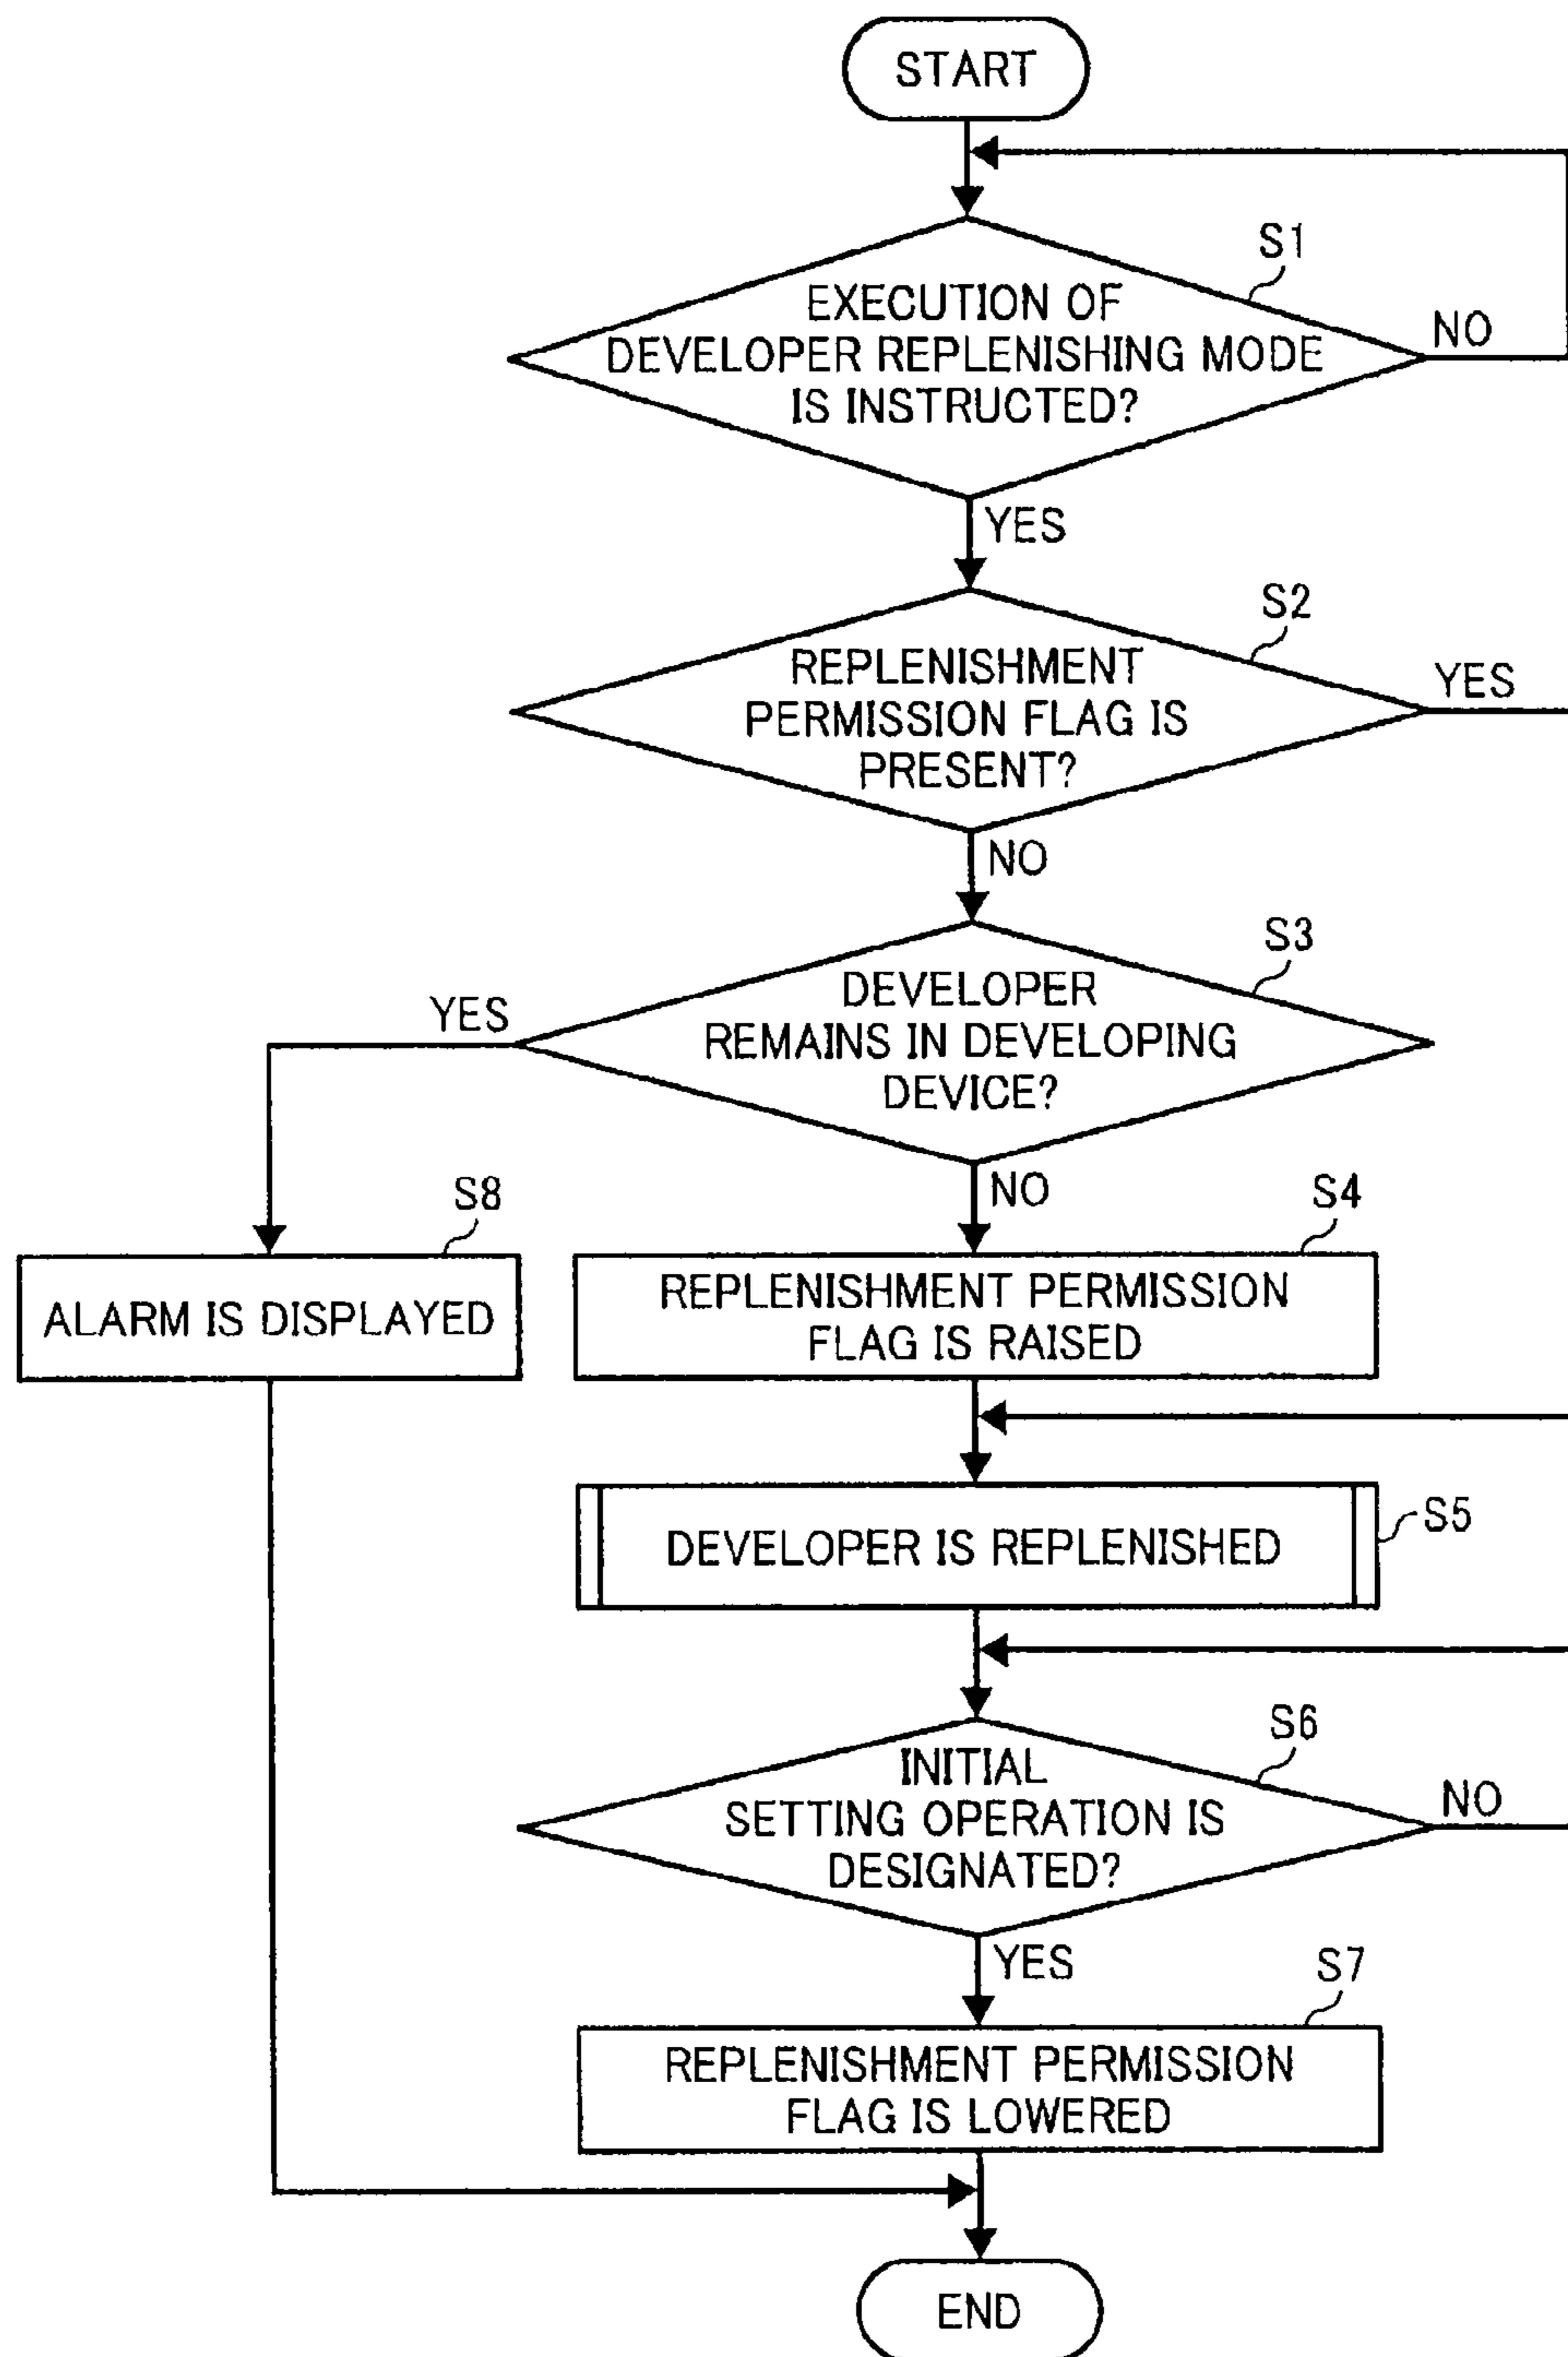 START
S1
EXECUTION OF
DEVELOPER REPLENISHING MODE
IS INSTRUCTED?
NO
YES
S2
REPLENISHMENT
PERMISSION FLAG IS
PRESENT?
YES
NO
S3
DEVELOPER
REMAINS IN DEVELOPING
DEVICE?
YES
NO
S8
ALARM IS DISPLAYED
S4
REPLENISHMENT PERMISSION
FLAG IS RAISED
DEVELOPER IS REPLENISHED
S5
S6
INITIAL
SETTING OPERATION IS
DESIGNATED?
NO
YES
S7
REPLENISHMENT PERMISSION
FLAG IS LOWERED
END